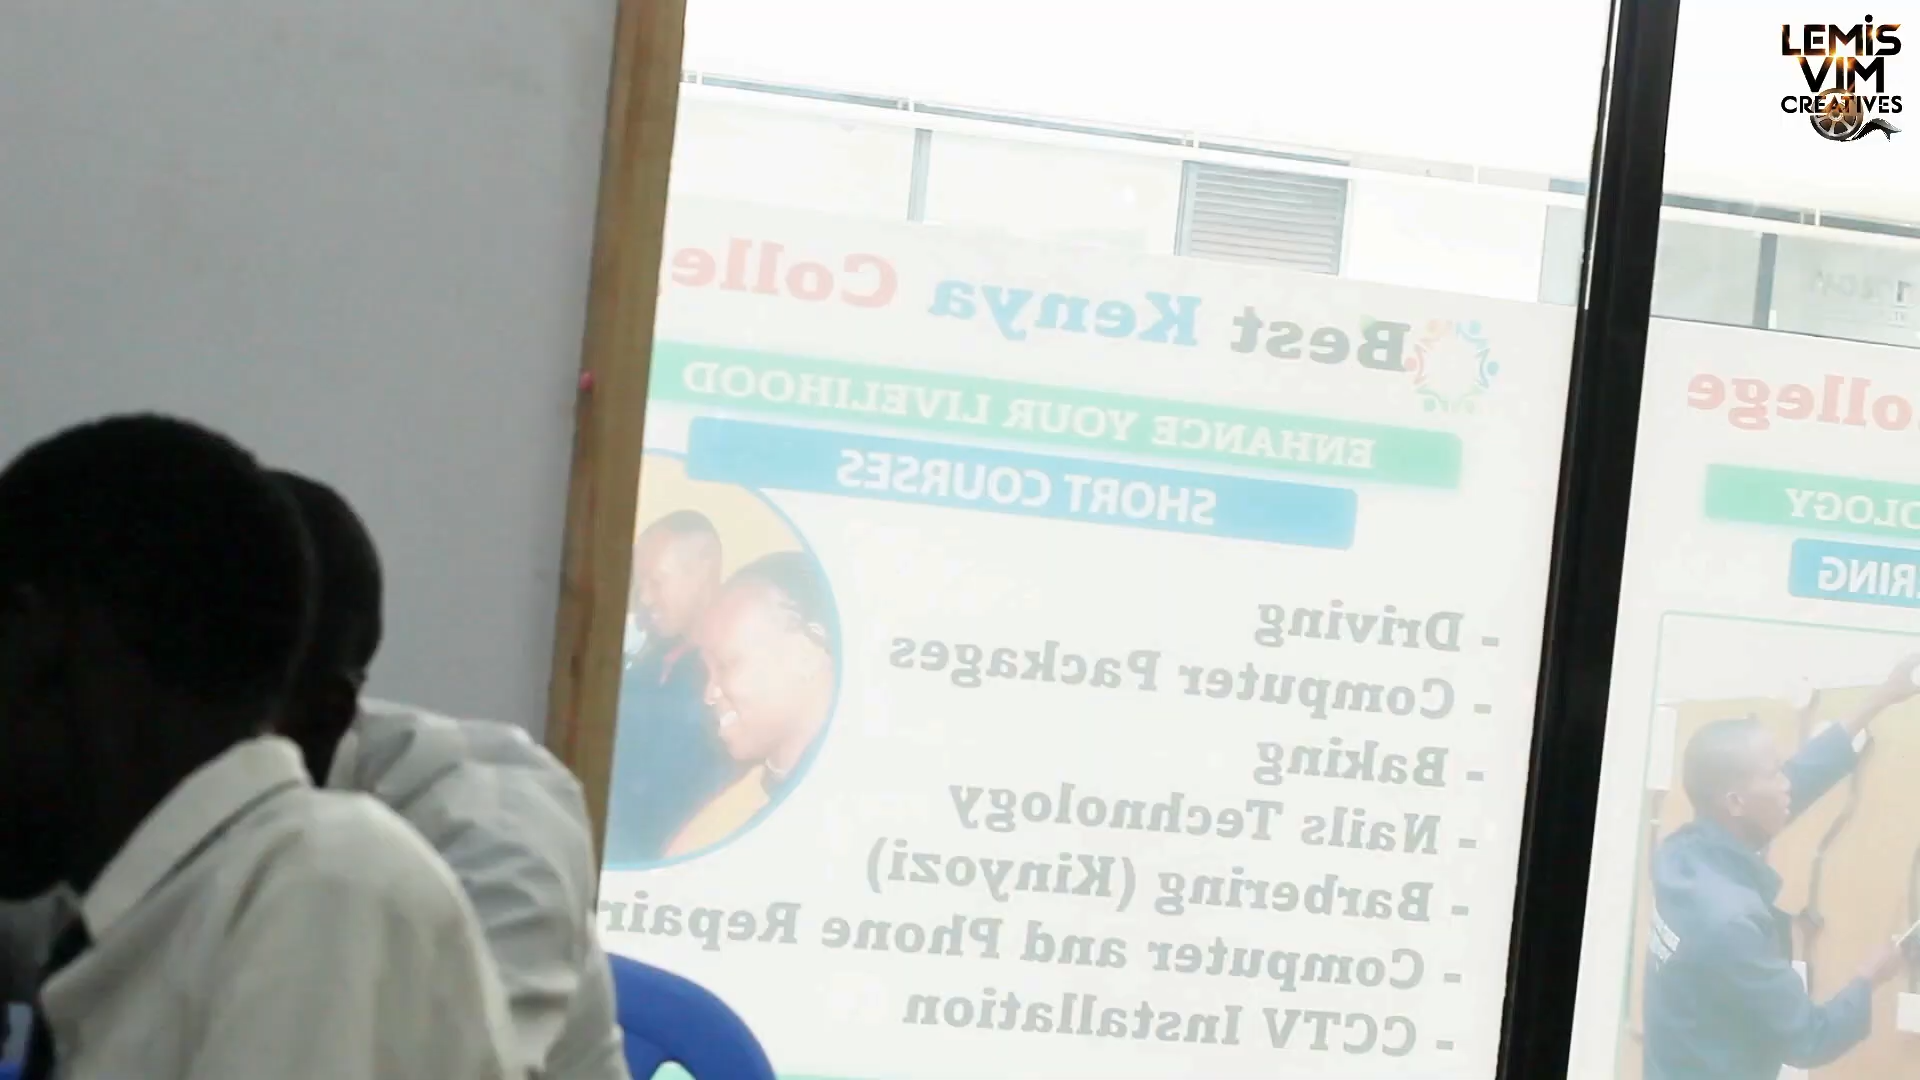 LEMIS
VIM
CREATIVES
Best Kenya Colle
ENHANCE YOUR LIVELIHOOD
SHORT COURSES
- Driving
- Computer Packages
- Baking
- Nails Technology
- Barbering (Kinyozi)
- Computer and Phone Repair
- CCTV Installation
ollege
OLOGY
RING